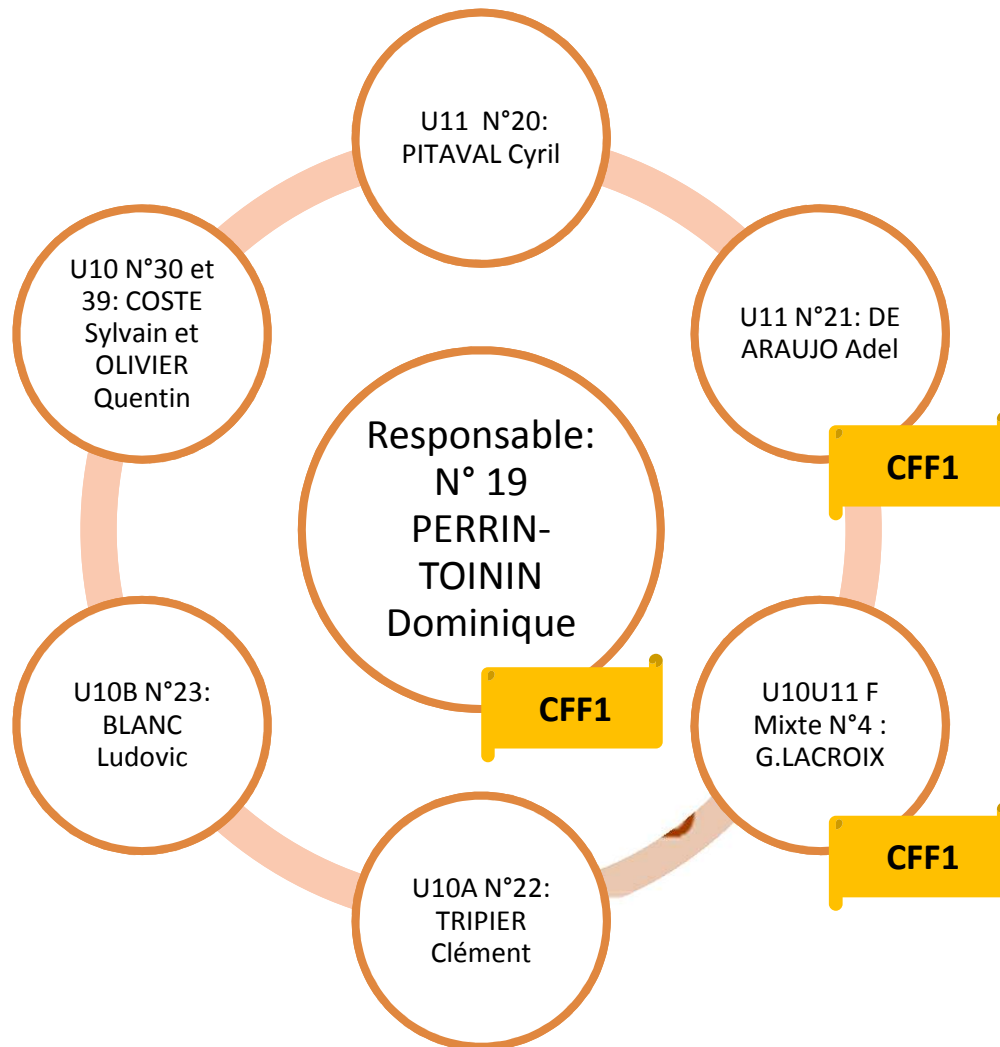 U11 N°20:
PITAVAL Cyril
U10 N°30 et
39: COSTE
Sylvain et
OLIVIER
Quentin
U11 N°21: DE
ARAUJO Adel
CFF1
Responsable:
N° 19
PERRIN-
TOININ
Dominique
CFF1
U10B N°23:
BLANC
Ludovic
U10U11 F
Mixte N°4 :
G.LACROIX
CFF1
U10A N°22:
TRIPIER
Clément